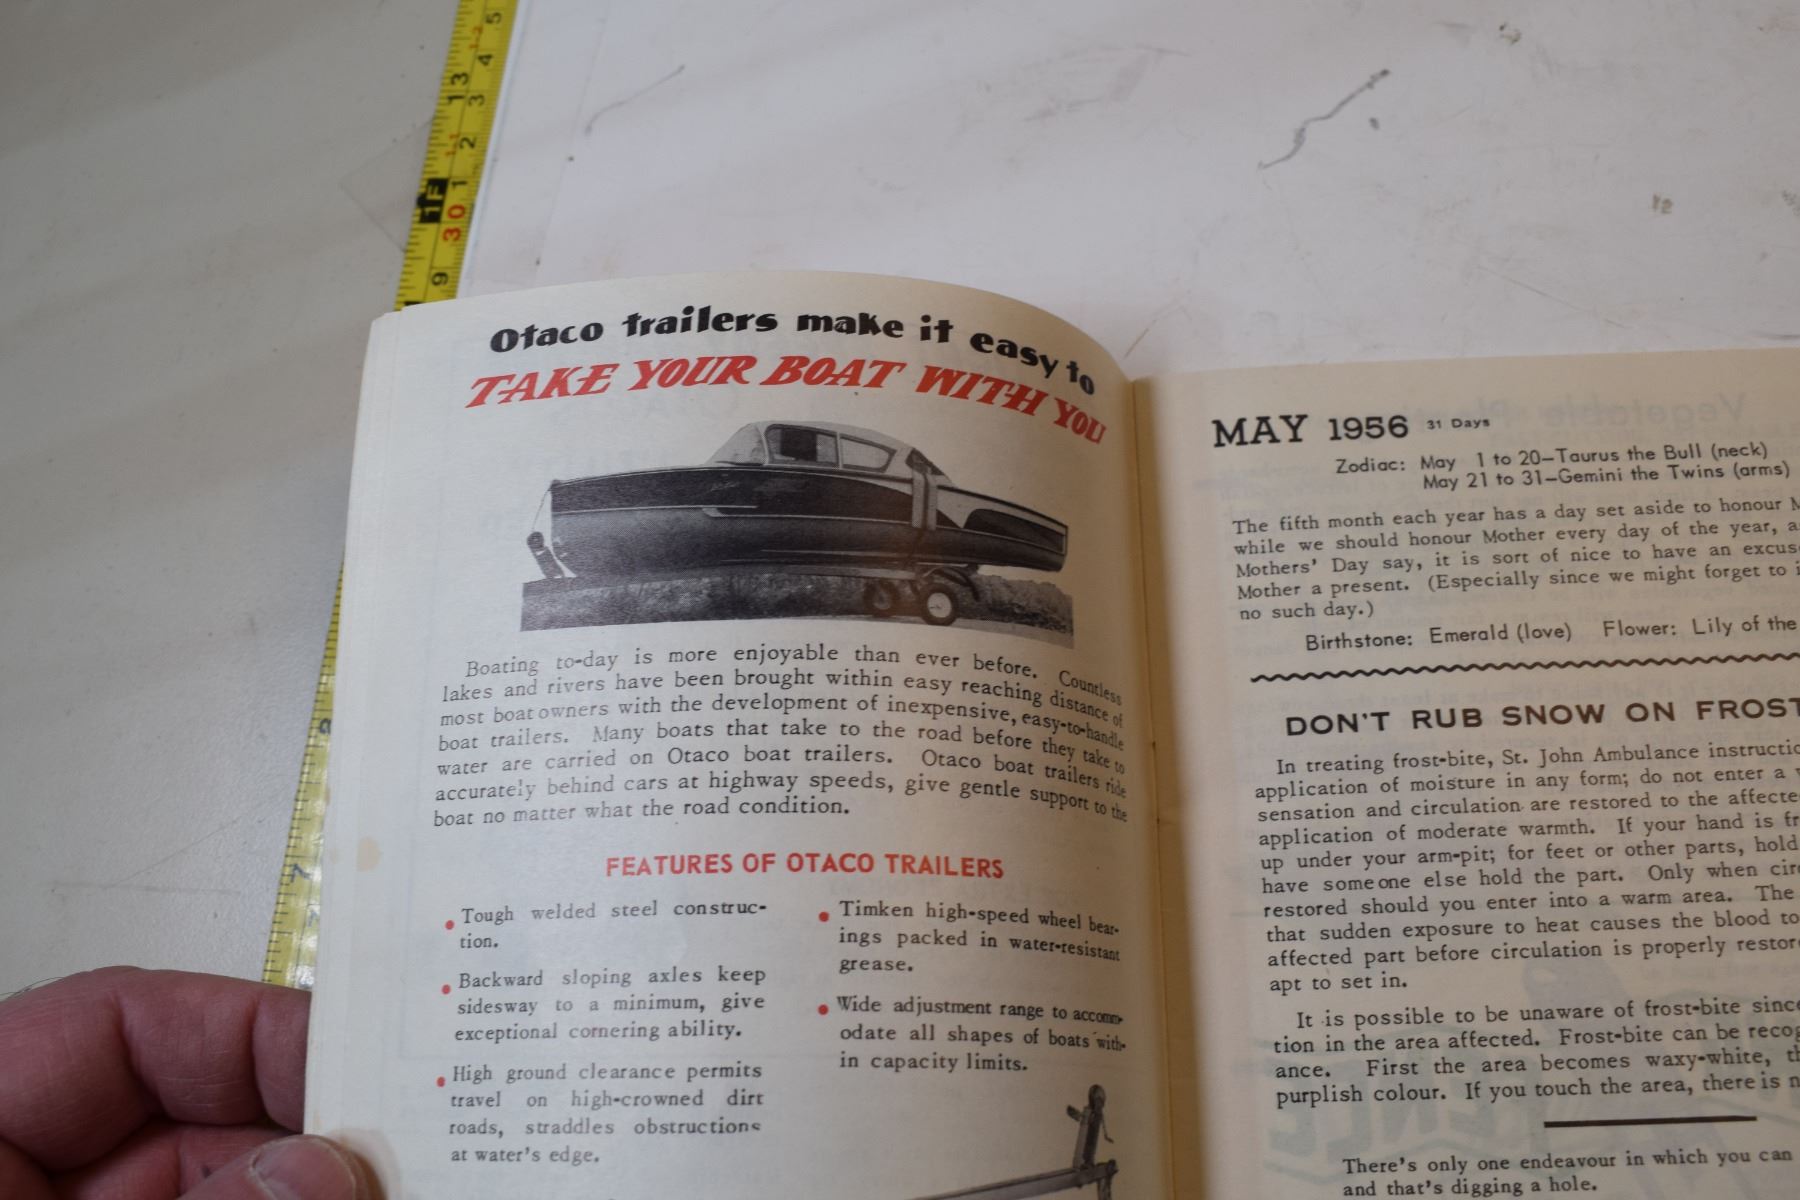 Otaco trailers make it easy to
TAKE YOUR BOAT WITH YOU
Boating to-day is more enjoyable than ever before. Countless
lakes and rivers have been brought within easy reaching distance of
most boat owners with the development of inexpensive, easy-to-handle
boat trailers. Many boats that take to the road before they take to
water are carried on Otaco boat trailers. Otaco boat trailers ride
accurately behind cars at highway speeds, give gentle support to the
boat no matter what the road condition.
FEATURES OF OTACO TRAILERS
Tough welded steel construc-
tion.
Backward sloping axles keep
sidesway to a minimum, give
exceptional cornering ability.
High ground clearance permits
travel on high-crowned dirt
roads, straddles obstructions
at water's edge.
Timken high-speed wheel bear-
ings packed in water-resistant
grease.
Wide adjustment range to accomm-
odate all shapes of boats with-
in capacity limits.
MAY 1956 31 Days
Zodiac: May 1 to 20—Taurus the Bull (neck)
May 21 to 31—Gemini the Twins (arms)
The fifth month each year has a day set aside to honour
while we should honour Mother every day of the year,
Mothers' Day say, it is sort of nice to have an
Mother a present. (Especially since we might forget to
no such day.)
Birthstone: Emerald (love) Flower: Lily of the
DON'T RUB SNOW ON
In treating frost-bite, St. John Ambulance
application of moisture in any form; do not enter a
sensation and circulation are restored to the
application of moderate warmth. If your hand is
up under your arm-pit; for feet or other parts, hold
have someone else hold the part. Only when
restored should you enter into a warm area. The
that sudden exposure to heat causes the blood to
affected part before circulation is properly
apt to set in.
It is possible to be unaware of frost-bite
tion in the area affected. Frost-bite can be
ance. First the area becomes waxy-white,
purplish colour. If you touch the area, there is
There's only one endeavour in which you can
and that's digging a hole.
5
12
4
13
3
11
2
1F
1
30
9
8
7